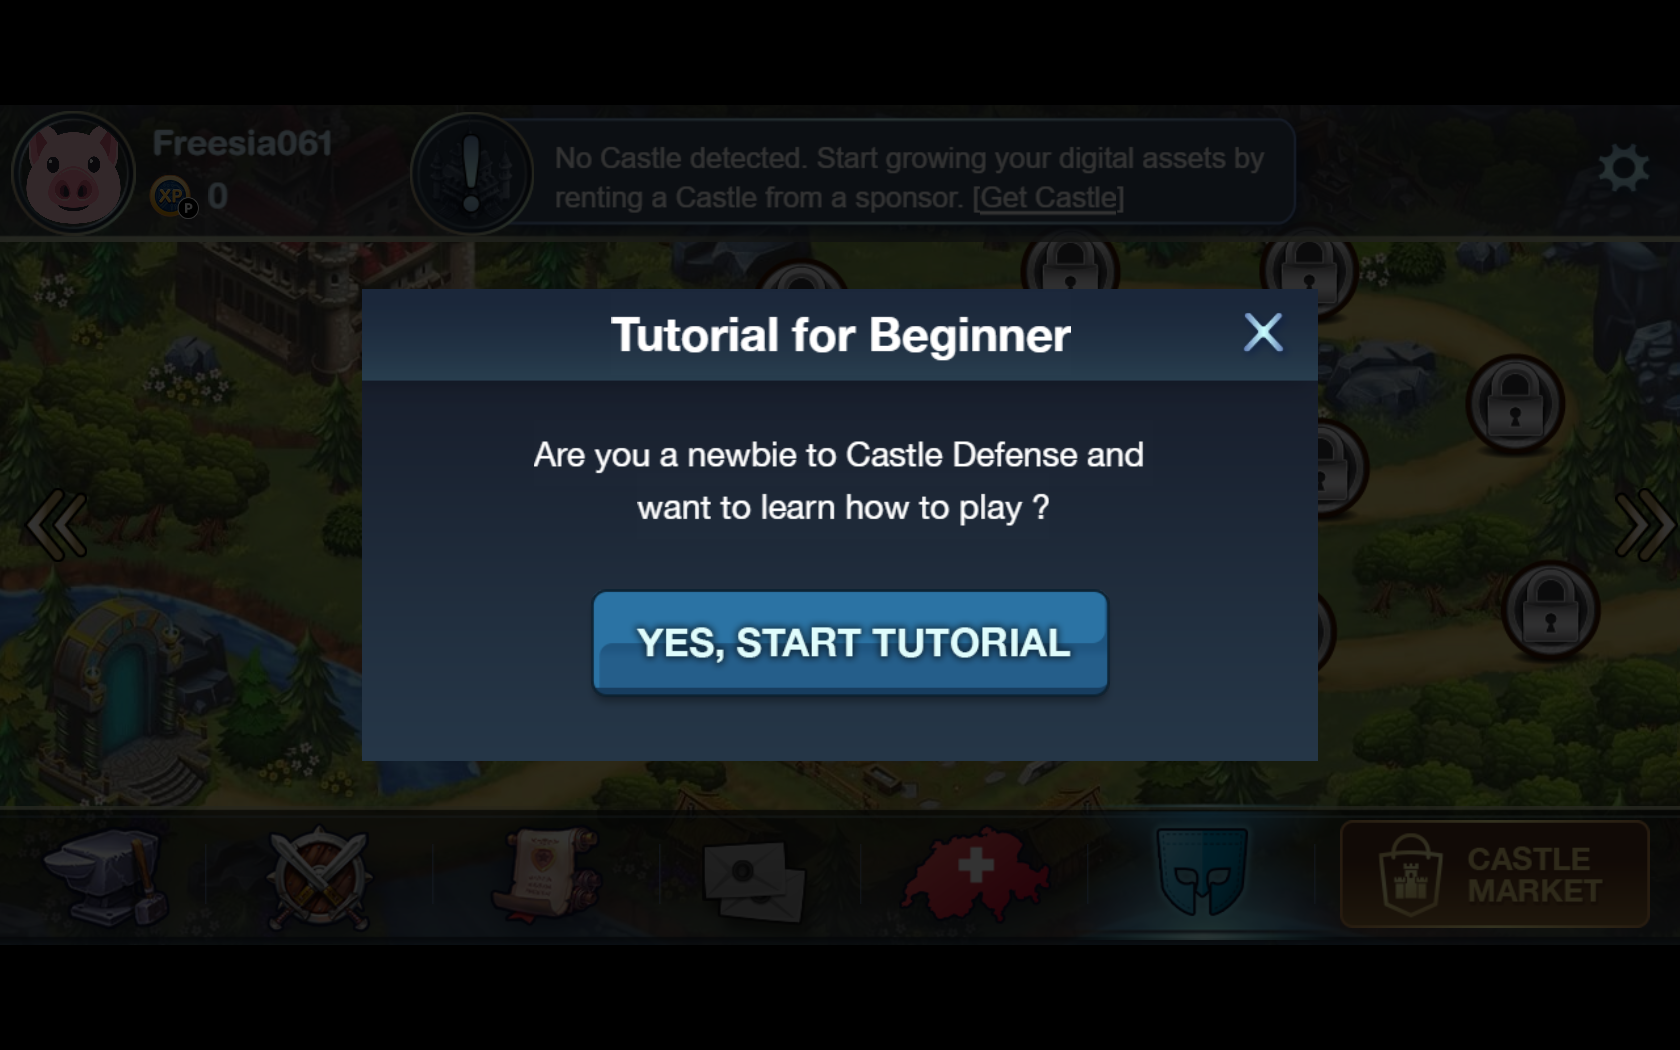 Freesia061
XP
P
0
No Castle detected. Start growing your digital assets by
renting a Castle from a sponsor. [Get Castle]
Tutorial for Beginner
Are you a newbie to Castle Defense and
want to learn how to play ?
YES, START TUTORIAL
CASTLE
MARKET